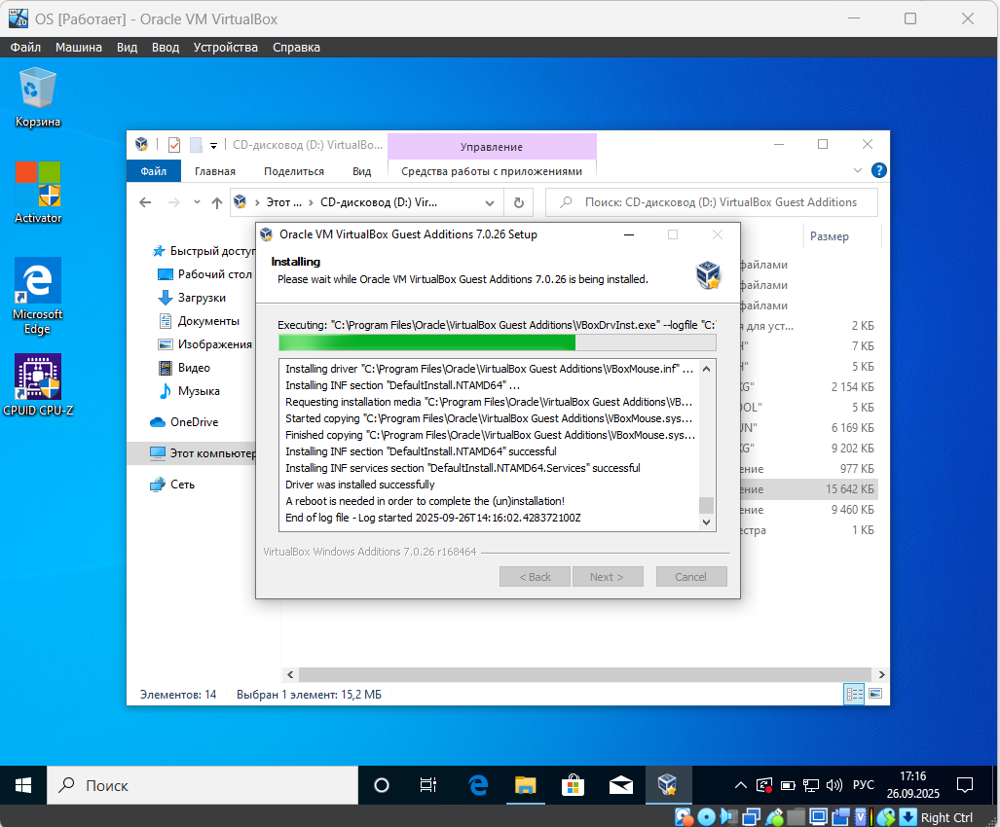 OS [Работает] - Oracle VM VirtualBox
Файл Машина Вид Ввод Устройства Справка
Корзина
Activator
Microsoft
Edge
CPUID CPU-Z
CD-дисковод (D:) VirtualBo...
Управление
Файл Главная Поделиться Вид Средства работы с приложениями
Этот ... CD-дисковод (D:) Vir...
Поиск: CD-дисковод (D:) VirtualBox Guest Additions
Быстрый доступ
Рабочий стол
Загрузки
Документы
Изображения
Видео
Музыка
OneDrive
Этот компьютер
Сеть
Размер
файлами
файлами
файлами
а для уст...
2 КБ
Н"
7 КБ
Н"
5 КБ
KG"
2 154 КБ
OOL"
5 КБ
UN"
6 169 КБ
KG"
9 202 КБ
ение
977 КБ
ение
15 642 КБ
ение
9 460 КБ
естра
1 КБ
Oracle VM VirtualBox Guest Additions 7.0.26 Setup
Installing
Please wait while Oracle VM VirtualBox Guest Additions 7.0.26 is being installed.
Executing: "C:\Program Files\Oracle\VirtualBox Guest Additions\VBoxDrvInst.exe" --logfile "C:
Installing driver "C:\Program Files\Oracle\VirtualBox Guest Additions\VBoxMouse.inf" ...
Installing INF section "DefaultInstall.NTAMD64" ...
Requesting installation media "C:\Program Files\Oracle\VirtualBox Guest Additions\VB...
Started copying "C:\Program Files\Oracle\VirtualBox Guest Additions\VBoxMouse.sys...
Finished copying "C:\Program Files\Oracle\VirtualBox Guest Additions\VBoxMouse.sys...
Installing INF section "DefaultInstall.NTAMD64" successful
Installing INF services section "DefaultInstall.NTAMD64.Services" successful
Driver was installed successfully
A reboot is needed in order to complete the (un)installation!
End of log file - Log started 2025-09-26T14:16:02.428372100Z
VirtualBox Windows Additions 7.0.26 r168464
< Back Next > Cancel
Элементов: 14 Выбран 1 элемент: 15,2 МБ
Поиск
РУС
17:16
26.09.2025
Right Ctrl